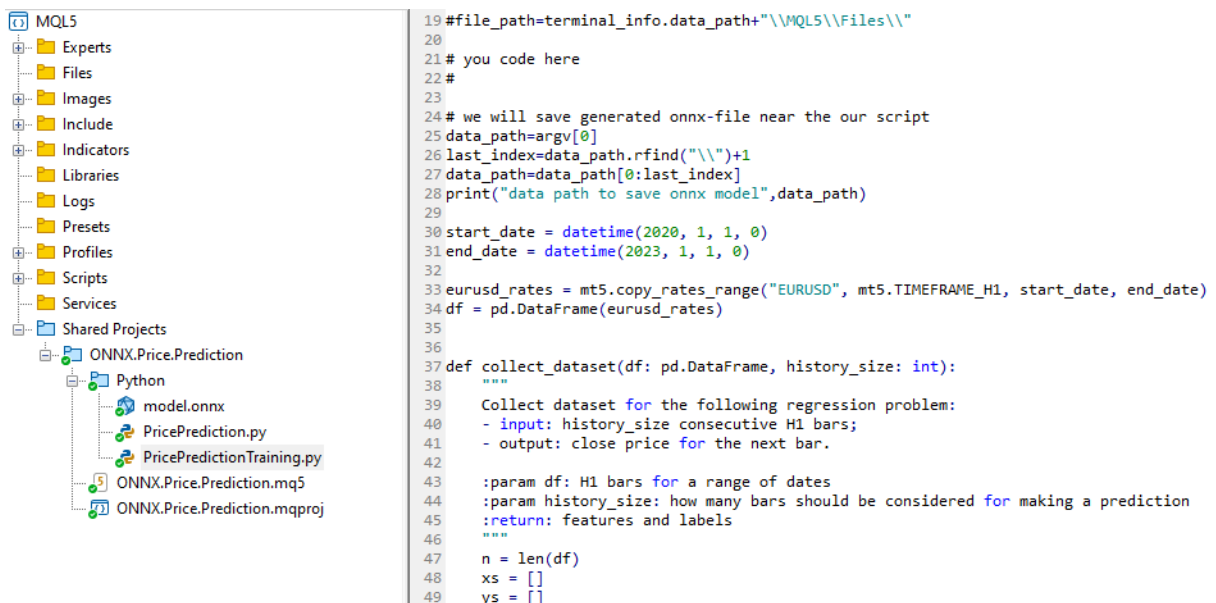 MQL5
Experts
Files
Images
Include
Indicators
Libraries
Logs
Presets
Profiles
Scripts
Services
Shared Projects
ONNX.Price.Prediction
Python
model.onnx
PricePrediction.py
PricePredictionTraining.py
5 ONNX.Price.Prediction.mq5
ONNX.Price.Prediction.mqproj
19 #file_path=terminal_info.data_path+"\\MQL5\\Files\\"
20
21 # you code here
22 #
23
24 # we will save generated onnx-file near the our script
25 data_path=argv[0]
26 last_index=data_path.rfind("\\")+1
27 data_path=data_path[0:last_index]
28 print("data path to save onnx model",data_path)
29
30 start_date = datetime(2020, 1, 1, 0)
31 end_date = datetime(2023, 1, 1, 0)
32
33 eurusd_rates = mt5.copy_rates_range("EURUSD", mt5.TIMEFRAME_H1, start_date, end_date)
34 df = pd.DataFrame(eurusd_rates)
35
36
37 def collect_dataset(df: pd.DataFrame, history_size: int):
38     """
39     Collect dataset for the following regression problem:
40     - input: history_size consecutive H1 bars;
41     - output: close price for the next bar.
42
43     :param df: H1 bars for a range of dates
44     :param history_size: how many bars should be considered for making a prediction
45     :return: features and labels
46     """
47     n = len(df)
48     xs = []
49     ys = []